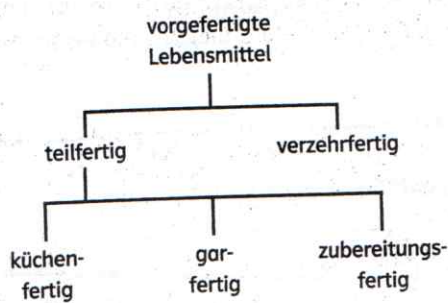 vorgefertigte
Lebensmittel
teilfertig
verzehrfertig
küchen-
fertig
gar-
fertig
zubereitungs-
fertig